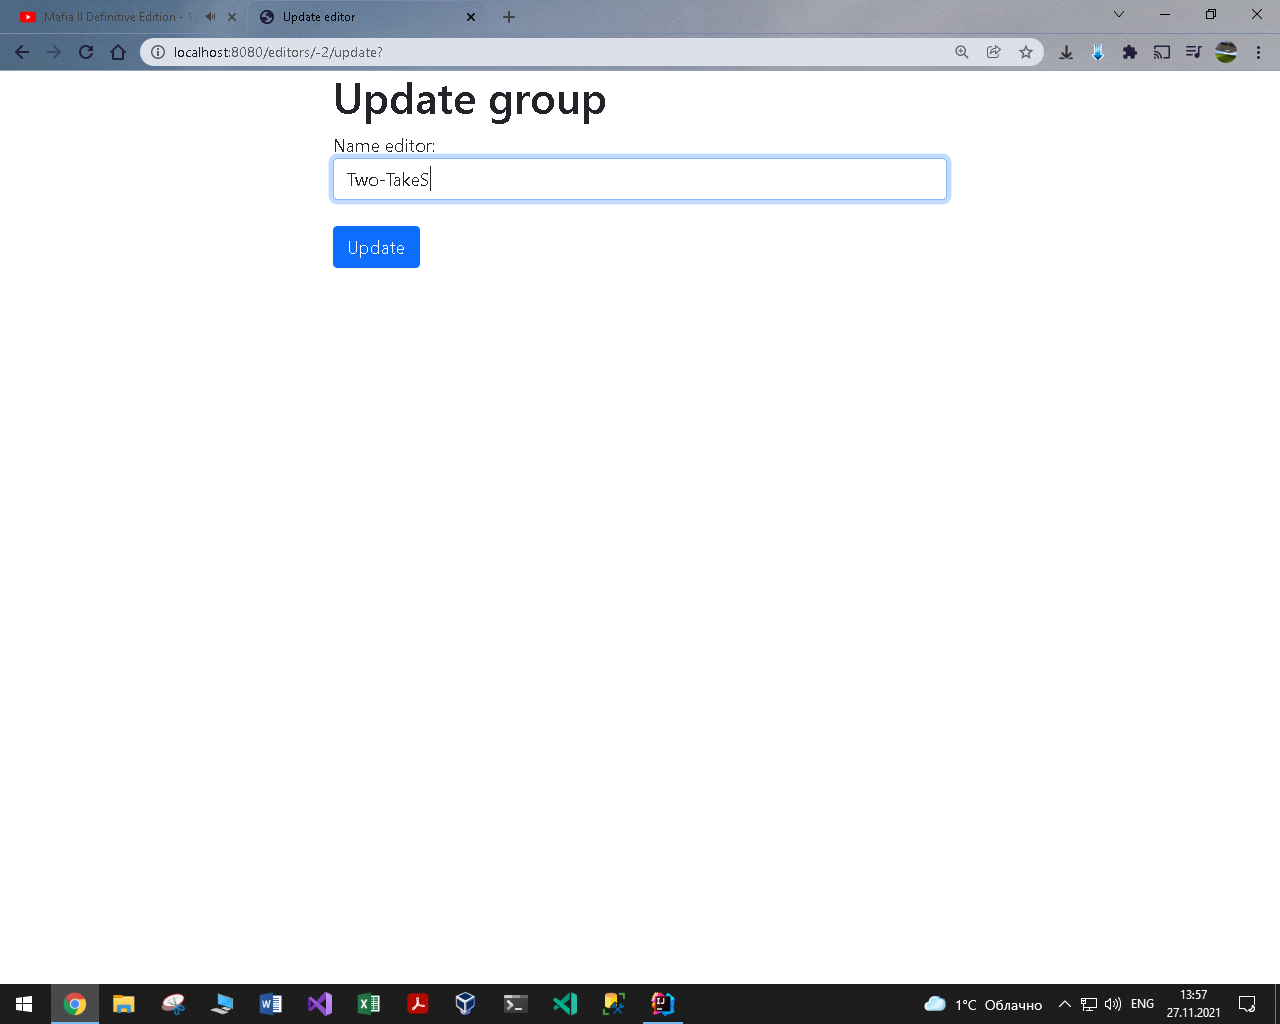 Mafia II Definitive Edition - 1
Update editor
localhost:8080/editors/-2/update?
Update group
Name editor:
Two-TakeS
Update
1°C Облачно
ENG
13:57
27.11.2021